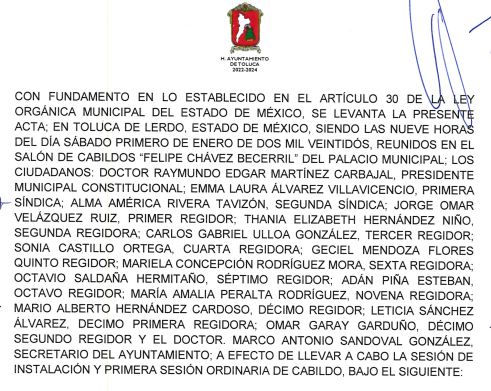 H. AYUNTAMIENTO
DE TOLUCA
2022-2024
CON FUNDAMENTO EN LO ESTABLECIDO EN EL ARTÍCULO 30 DE LA LEY
ORGÁNICA MUNICIPAL DEL ESTADO DE MÉXICO, SE LEVANTA LA PRESENTE
ACTA; EN TOLUCA DE LERDO, ESTADO DE MÉXICO, SIENDO LAS NUEVE HORAS
DEL DÍA SÁBADO PRIMERO DE ENERO DE DOS MIL VEINTIDÓS, REUNIDOS EN EL
SALÓN DE CABILDOS “FELIPE CHÁVEZ BECERRIL” DEL PALACIO MUNICIPAL; LOS
CIUDADANOS: DOCTOR RAYMUNDO EDGAR MARTÍNEZ CARBAJAL, PRESIDENTE
MUNICIPAL CONSTITUCIONAL; EMMA LAURA ÁLVAREZ VILLAVICENCIO, PRIMERA
SÍNDICA; ALMA AMÉRICA RIVERA TAVIZÓN, SEGUNDA SÍNDICA; JORGE OMAR
VELÁZQUEZ RUIZ, PRIMER REGIDOR; THANIA ELIZABETH HERNÁNDEZ NIÑO,
SEGUNDA REGIDORA; CARLOS GABRIEL ULLOA GONZÁLEZ, TERCER REGIDOR;
SONIA CASTILLO ORTEGA, CUARTA REGIDORA; GECIEL MENDOZA FLORES
QUINTO REGIDOR; MARIELA CONCEPCIÓN RODRÍGUEZ MORA, SEXTA REGIDORA;
OCTAVIO SALDAÑA HERMITAÑO, SÉPTIMO REGIDOR; ADÁN PIÑA ESTEBAN,
OCTAVO REGIDOR; MARÍA AMALIA PERALTA RODRÍGUEZ, NOVENA REGIDORA;
MARIO ALBERTO HERNÁNDEZ CARDOSO, DÉCIMO REGIDOR; LETICIA SÁNCHEZ
ÁLVAREZ, DECIMO PRIMERA REGIDORA; OMAR GARAY GARDUÑO, DÉCIMO
SEGUNDO REGIDOR Y EL DOCTOR. MARCO ANTONIO SANDOVAL GONZÁLEZ,
SECRETARIO DEL AYUNTAMIENTO; A EFECTO DE LLEVAR A CABO LA SESIÓN DE
INSTALACIÓN Y PRIMERA SESIÓN ORDINARIA DE CABILDO, BAJO EL SIGUIENTE: